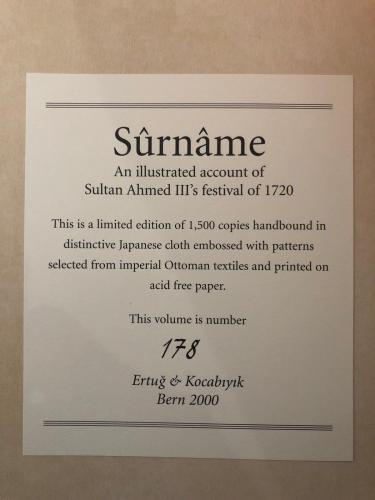 Sûrnâme
An illustrated account of
Sultan Ahmed III's festival of 1720
This is a limited edition of 1,500 copies handbound in
distinctive Japanese cloth embossed with patterns
selected from imperial Ottoman textiles and printed on
acid free paper.
This volume is number
178
Ertuğ & Kocabıyık
Bern 2000